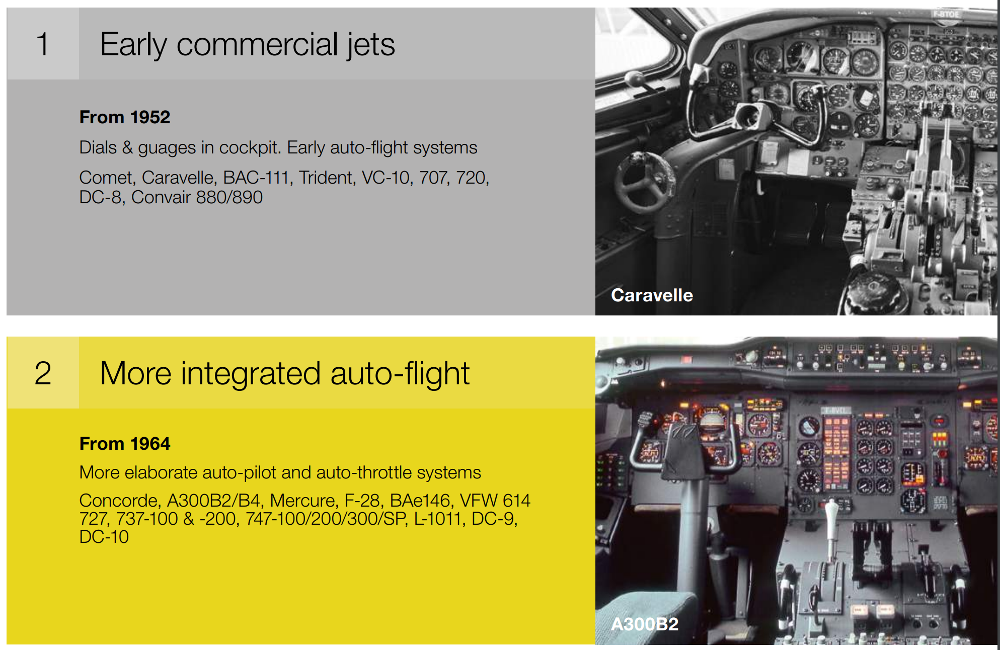 1
Early commercial jets
From 1952
Dials & guages in cockpit. Early auto-flight systems
Comet, Caravelle, BAC-111, Trident, VC-10, 707, 720,
DC-8, Convair 880/890
F-BTOE
Caravelle
2
More integrated auto-flight
From 1964
More elaborate auto-pilot and auto-throttle systems
Concorde, A300B2/B4, Mercure, F-28, BAe146, VFW 614
727, 737-100 & -200, 747-100/200/300/SP, L-1011, DC-9,
DC-10
A300B2